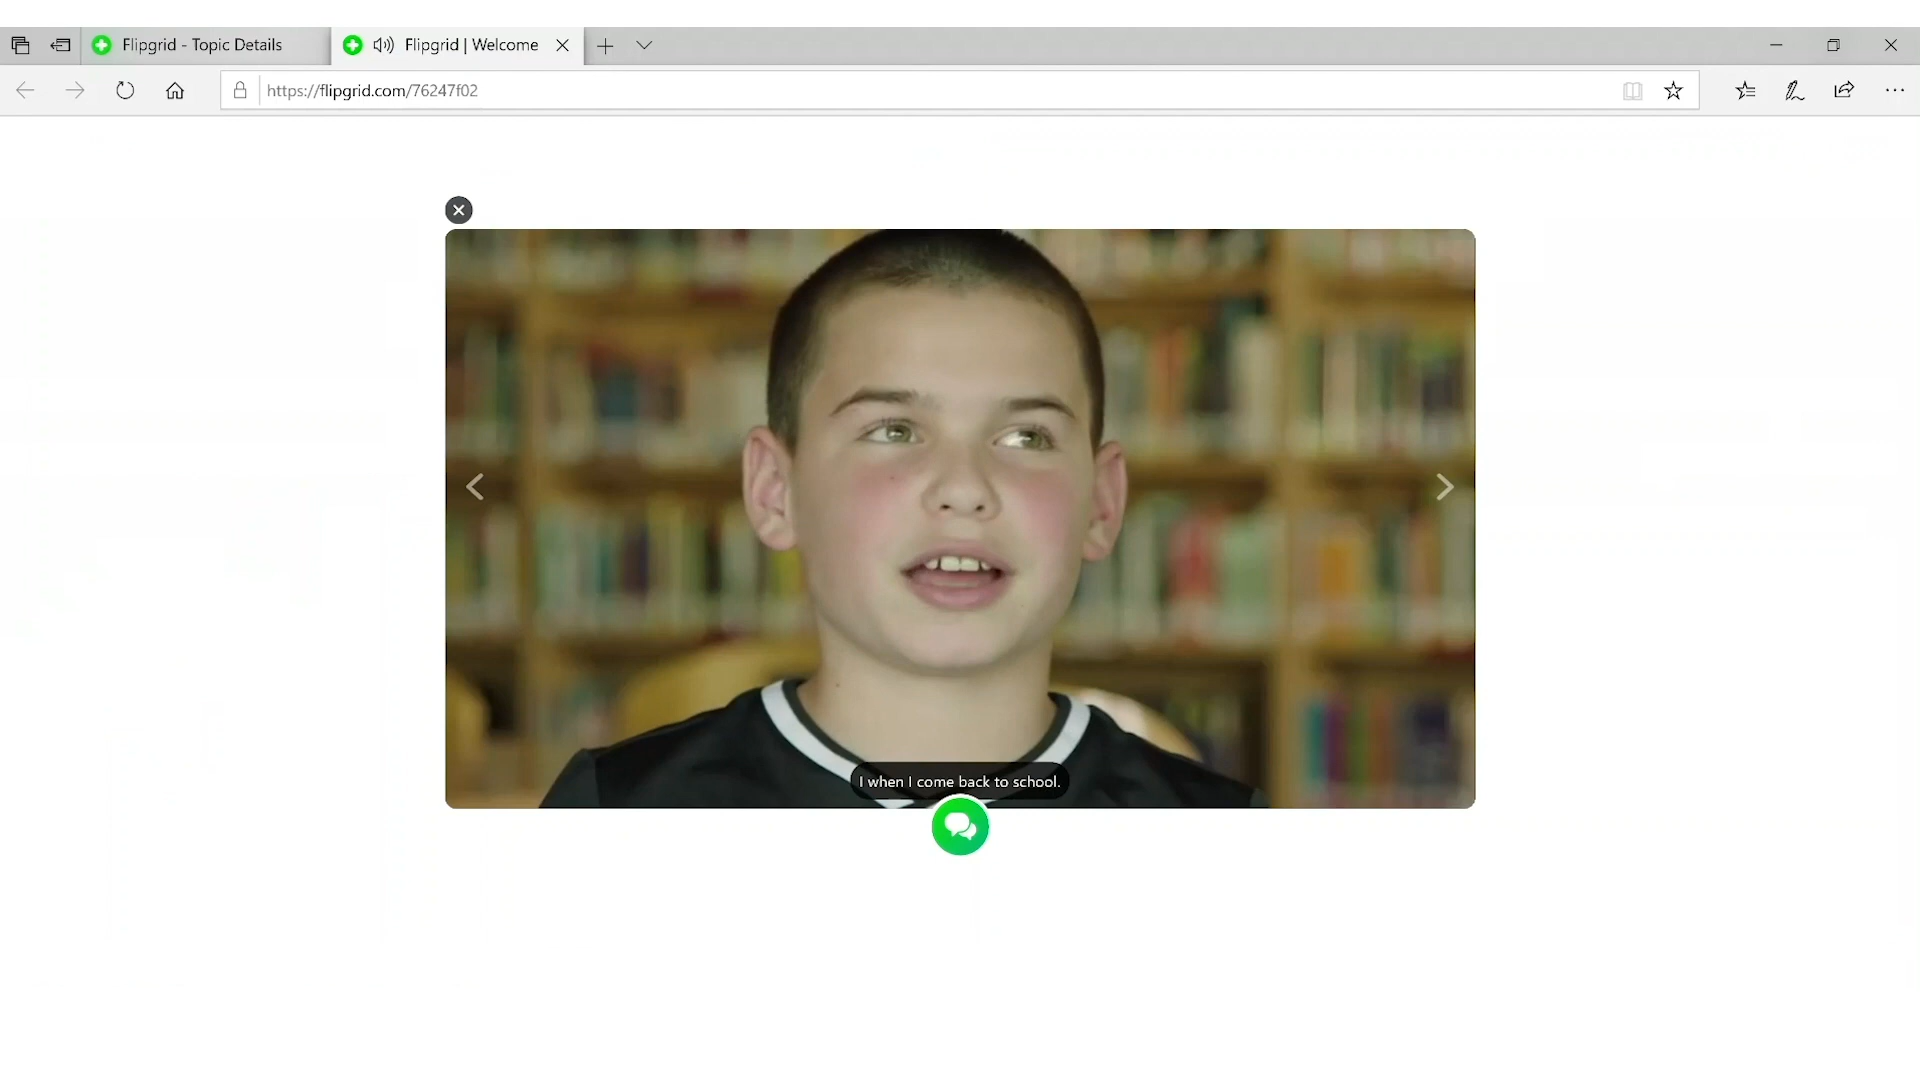 Flipgrid - Topic Details
Flipgrid | Welcome
https://flipgrid.com/76247f02
I when I come back to school.